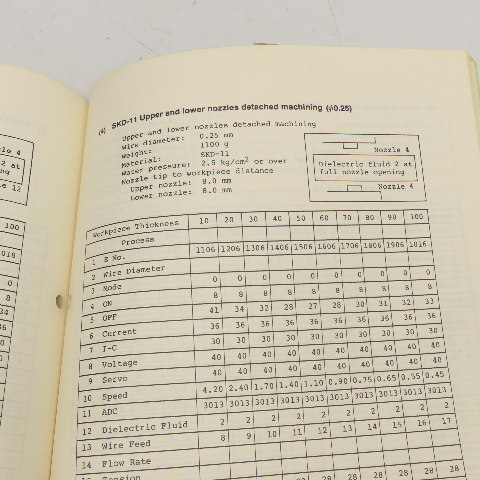 (4) SKD-11 Upper and lower nozzles detached machining (ϕ0.25)
Upper and lower nozzles detached machining
Wire diameter: 0.25 mm
Weight: 1100 g
Material: SKD-11
Water pressure: 2.5 kg/cm2 or over
Nozzle tip to workpiece distance
Upper nozzle: 8.0 mm
Lower nozzle: 8.0 mm
Nozzle 4
Dielectric fluid 2 at
full nozzle opening
Nozzle 4
Workpiece Thickness 10 20 30 40 50 60 70 80 90 100
Process
1 E No. 1106 1206 1306 1406 1506 1606 1706 1806 1906 1016
2 Wire Diameter
3 Node 0 0 0 0 0 0 0 0 0 0
4 ON 8 8 8 8 8 8 8 8 8 8
5 OFF 41 34 32 28 27 28 30 31 32 33
6 Current 36 36 36 36 36 36 36 36 36 36
7 I-C 30 30 30 30 30 30 30 30 30 30
8 Voltage 40 40 40 40 40 40 40 40 40 40
9 Servo 40 40 40 40 40 40 40 40 40 40
10 Speed 4.20 2.40 1.70 1.40 1.10 0.90 0.75 0.65 0.55 0.45
11 ADC 3013 3013 3013 3013 3013 3013 3013 3013 3013 3013
12 Dielectric Fluid 2 2 2 2 2 2 2 2 2 2
13 Wire Feed 8 9 10 11 12 13 14 15 16 17
14 Flow Rate
Tension 28 28 28 28 28